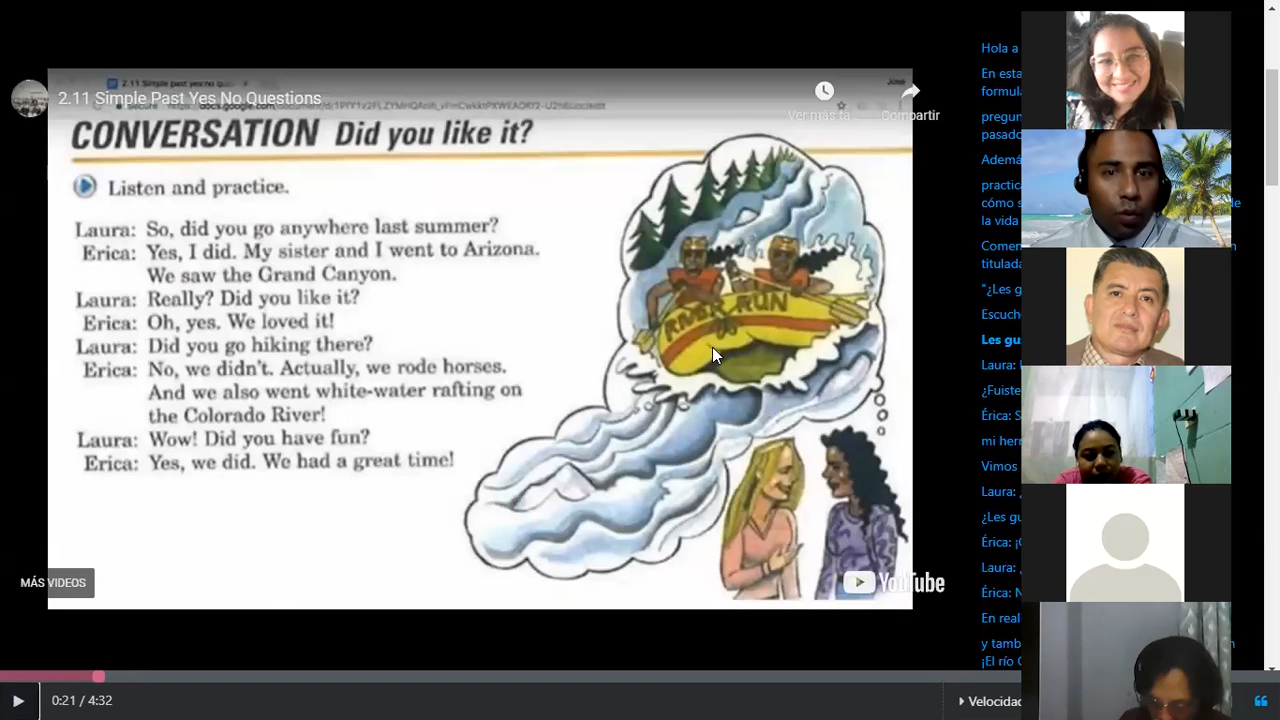 2.11 Simple Past Yes No Questions
Ver más ta...
Compartir
CONVERSATION Did you like it?
Listen and practice.
Laura: So, did you go anywhere last summer?
Erica: Yes, I did. My sister and I went to Arizona.
We saw the Grand Canyon.
Laura: Really? Did you like it?
Erica: Oh, yes. We loved it!
Laura: Did you go hiking there?
Erica: No, we didn't. Actually, we rode horses.
And we also went white-water rafting on
the Colorado River!
Laura: Wow! Did you have fun?
Erica: Yes, we did. We had a great time!
RIVER RUN
MÁS VIDEOS
YouTube
0:21 / 4:32
Velocidad
Hola a
En esta
formula
pregun
pasado
Ademá
practica
cómo s
de
la vida
Comen
titulada
"¿Les g
Escuch
Les gu
Laura:
¿Fuiste
Érica: S
mi herm
Vimos
Laura: ¿
¿Les gu
Érica: ¡
Laura: ¿
Érica: N
En real
y tamb
¡El río